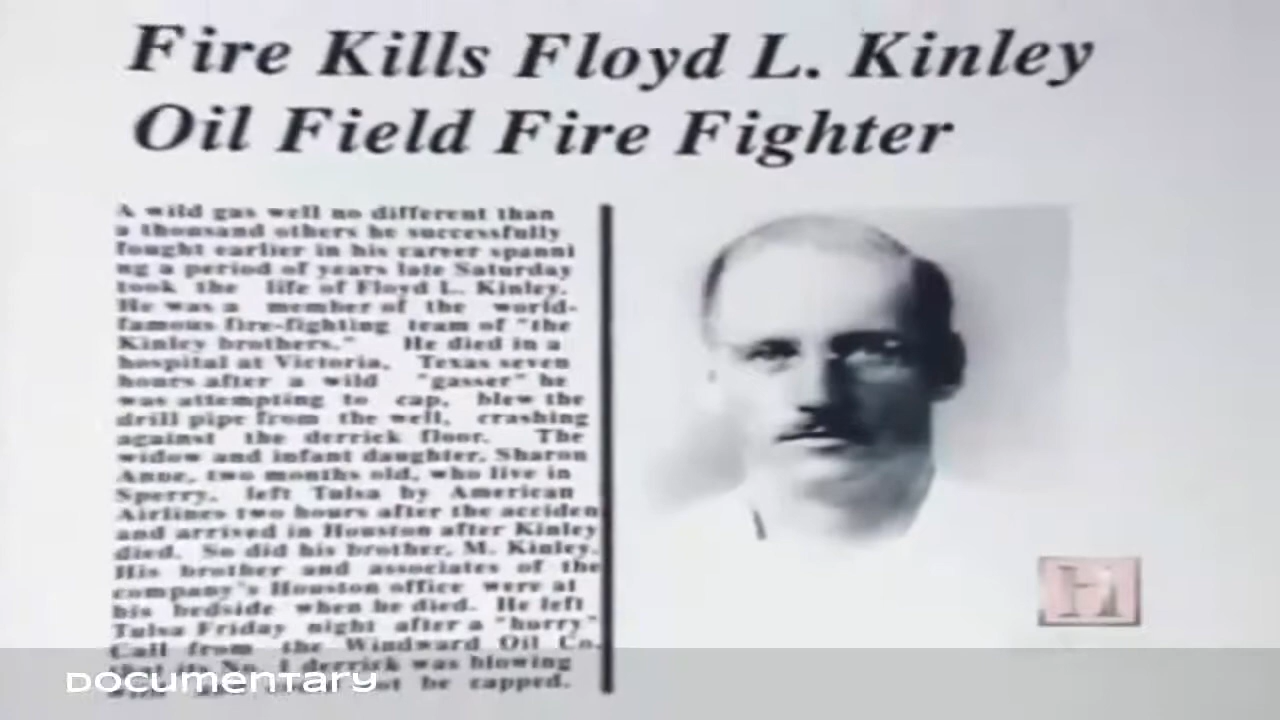 Fire Kills Floyd L. Kinley
Oil Field Fire Fighter
A wild gas well no different than
a thousand others he successfully
fought earlier in his career spanni
ng a period of years late Saturday
took the life of Floyd L. Kinley.
He was a member of the world-
famous fire-fighting team of "the
Kinley brothers." He died in a
hospital at Victoria, Texas seven
hours after a wild "gasser" he
was attempting to cap, blew the
drill pipe from the well, crashing
against the derrick floor. The
widow and infant daughter, Sharon
Anne, two months old, who live in
Sperry, left Tulsa by American
Airlines two hours after the acciden
and arrived in Houston after Kinley
died. So did his brother, M. Kinley.
His brother and associates of the
company's Houston office were at
his bedside when he died. He left
Tulsa Friday night after a "hurry"
Call from the Windward Oil Co.
that its No. 1 derrick was blowing
be capped.
H
Documentary